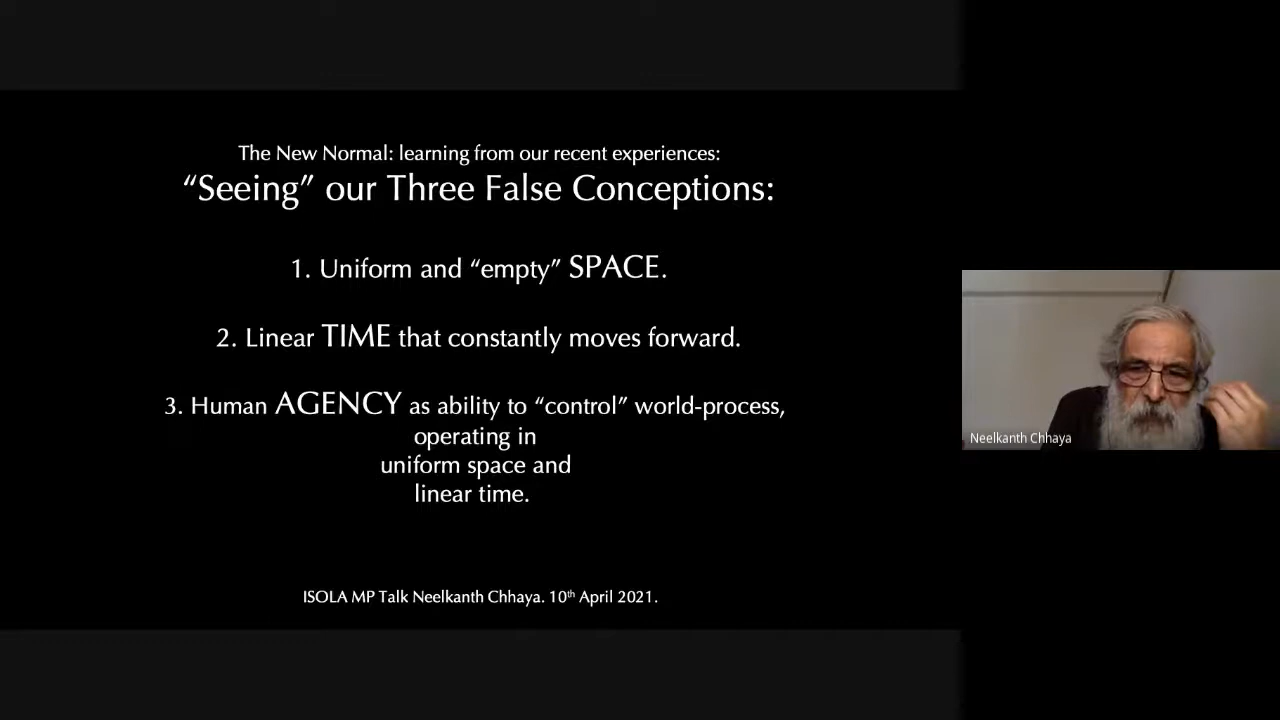 The New Normal: learning from our recent experiences:
“Seeing” our Three False Conceptions:
1. Uniform and “empty” SPACE.
2. Linear TIME that constantly moves forward.
3. Human AGENCY as ability to “control” world-process,
operating in
uniform space and
linear time.
ISOLA MP Talk Neelkanth Chhaya. 10th April 2021.
Neelkanth Chhaya